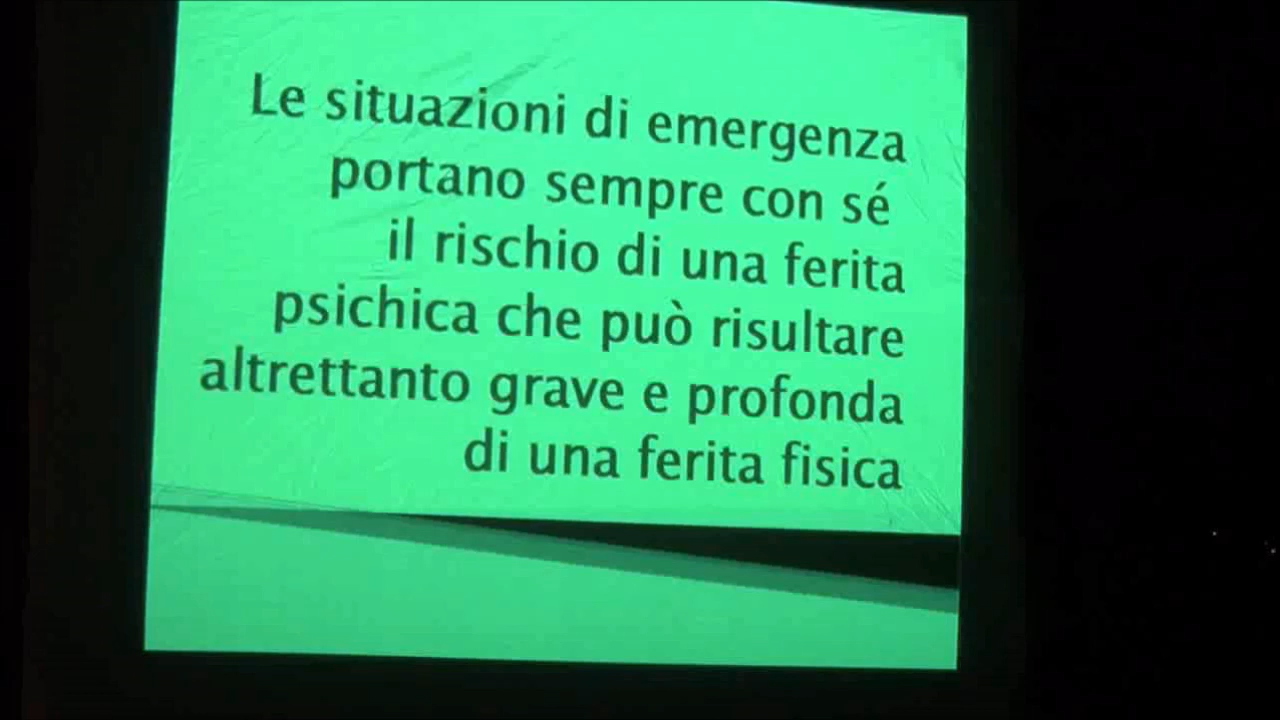 Le situazioni di emergenza
portano sempre con sé
il rischio di una ferita
psichica che può risultare
altrettanto grave e profonda
di una ferita fisica